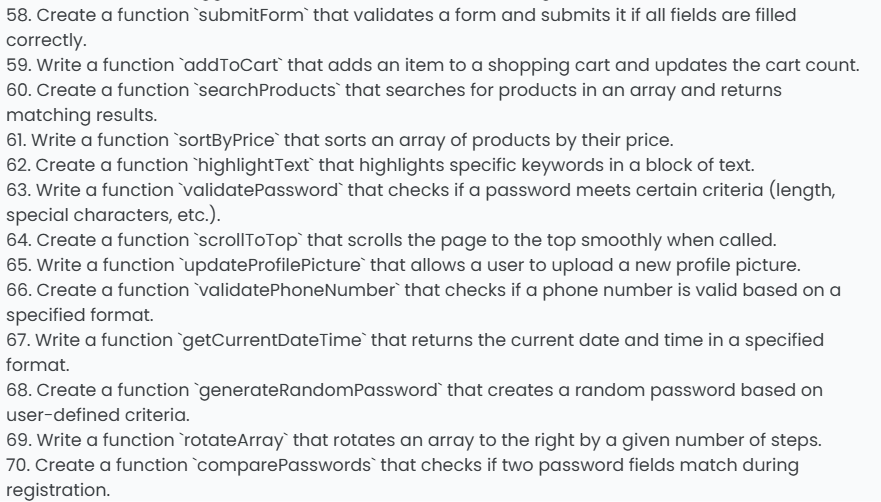 58. Create a function `submitForm` that validates a form and submits it if all fields are filled
correctly.
59. Write a function `addToCart` that adds an item to a shopping cart and updates the cart count.
60. Create a function `searchProducts` that searches for products in an array and returns
matching results.
61. Write a function `sortByPrice` that sorts an array of products by their price.
62. Create a function `highlightText` that highlights specific keywords in a block of text.
63. Write a function `validatePassword` that checks if a password meets certain criteria (length,
special characters, etc.).
64. Create a function `scrollToTop` that scrolls the page to the top smoothly when called.
65. Write a function `updateProfilePicture` that allows a user to upload a new profile picture.
66. Create a function `validatePhoneNumber` that checks if a phone number is valid based on a
specified format.
67. Write a function `getCurrentDateTime` that returns the current date and time in a specified
format.
68. Create a function `generateRandomPassword` that creates a random password based on
user-defined criteria.
69. Write a function `rotateArray` that rotates an array to the right by a given number of steps.
70. Create a function `comparePasswords` that checks if two password fields match during
registration.